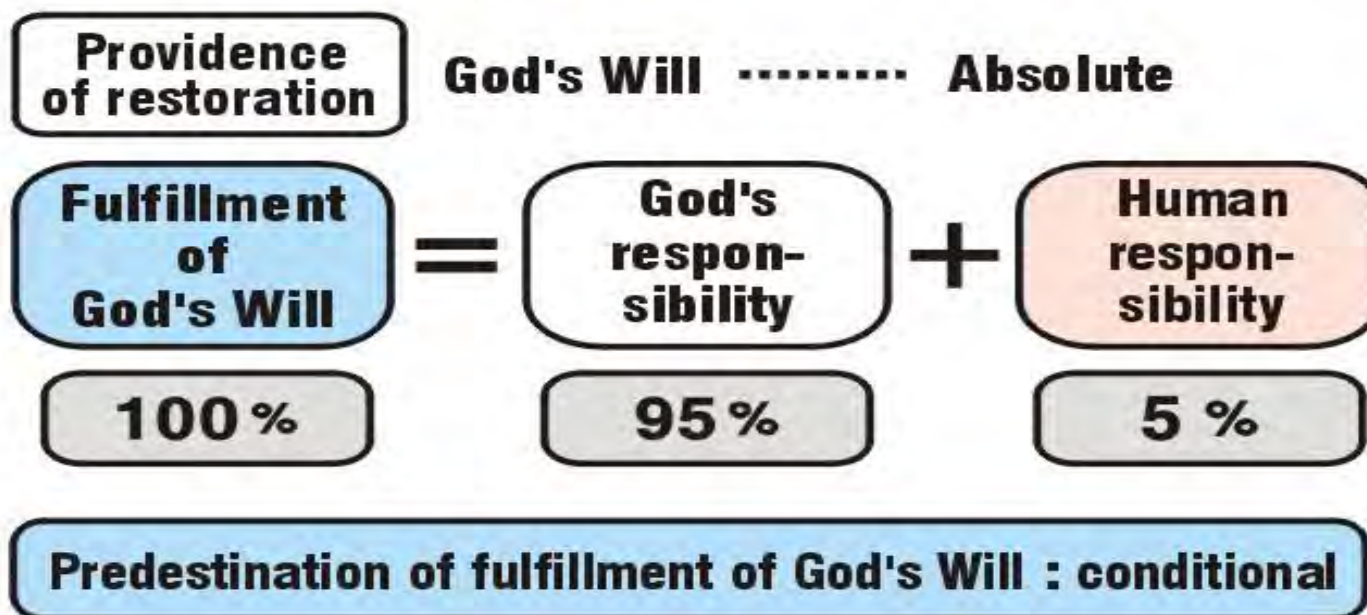 Providence
of restoration
God's Will --------- Absolute
Fulfillment
of
God's Will
=
God's
respon-
sibility
+
Human
respon-
sibility
100%
95%
5 %
Predestination of fulfillment of God's Will : conditional